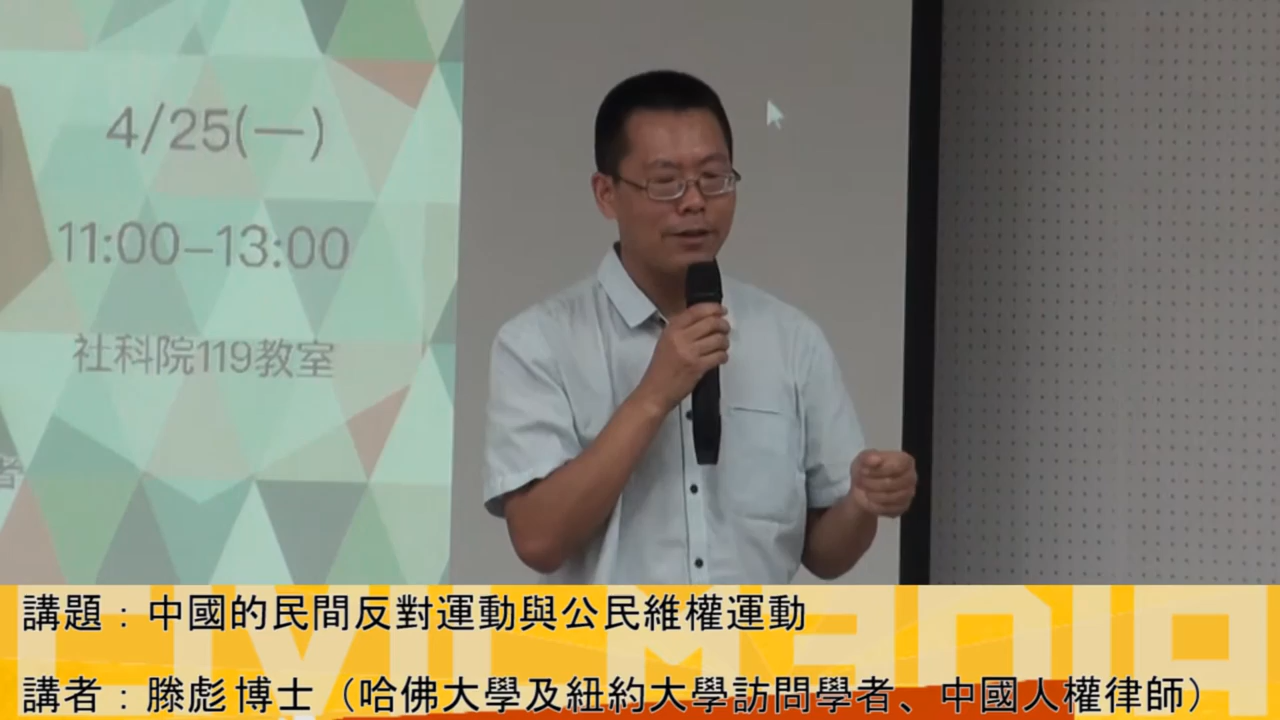 4/25(一)
11:00-13:00
社科院119教室
者
講題：中國的民間反對運動與公民維權運動
講者：滕彪 博士（哈佛大學及紐約大學訪問學者、中國人權律師）
CIVIL MEDIA